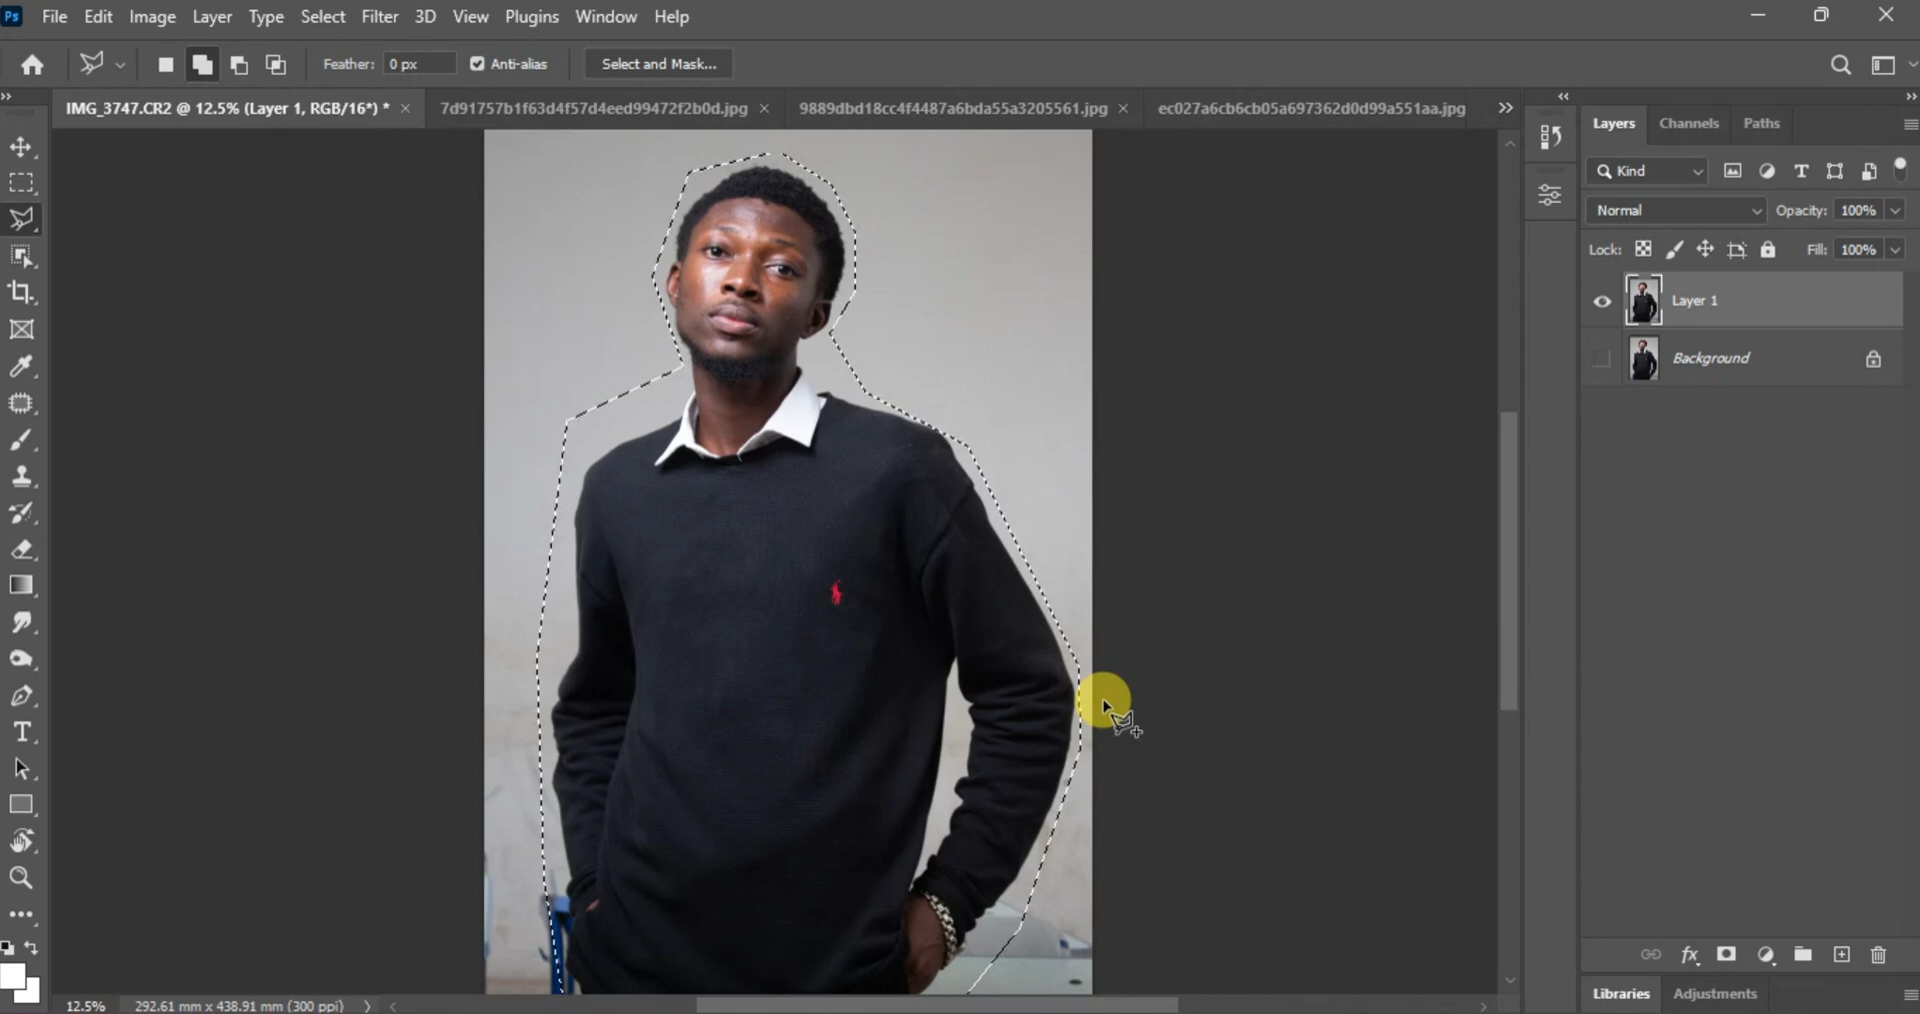 Ps File Edit Image Layer Type Select Filter 3D View Plugins Window Help
Feather: 0 px Anti-alias Select and Mask...
IMG_3747.CR2 @ 12.5% (Layer 1, RGB/16*) * × 7d91757b1f63d4f57d4eed99472f2b0d.jpg × 9889dbd18cc4f4487a6bda55a3205561.jpg × ec027a6cb6cb05a697362d0d99a551aa.jpg
Layers Channels Paths
Kind
Normal Opacity: 100%
Lock: Fill: 100%
Layer 1
Background
12.5% 292.61 mm x 438.91 mm (300 ppi)
Libraries Adjustments